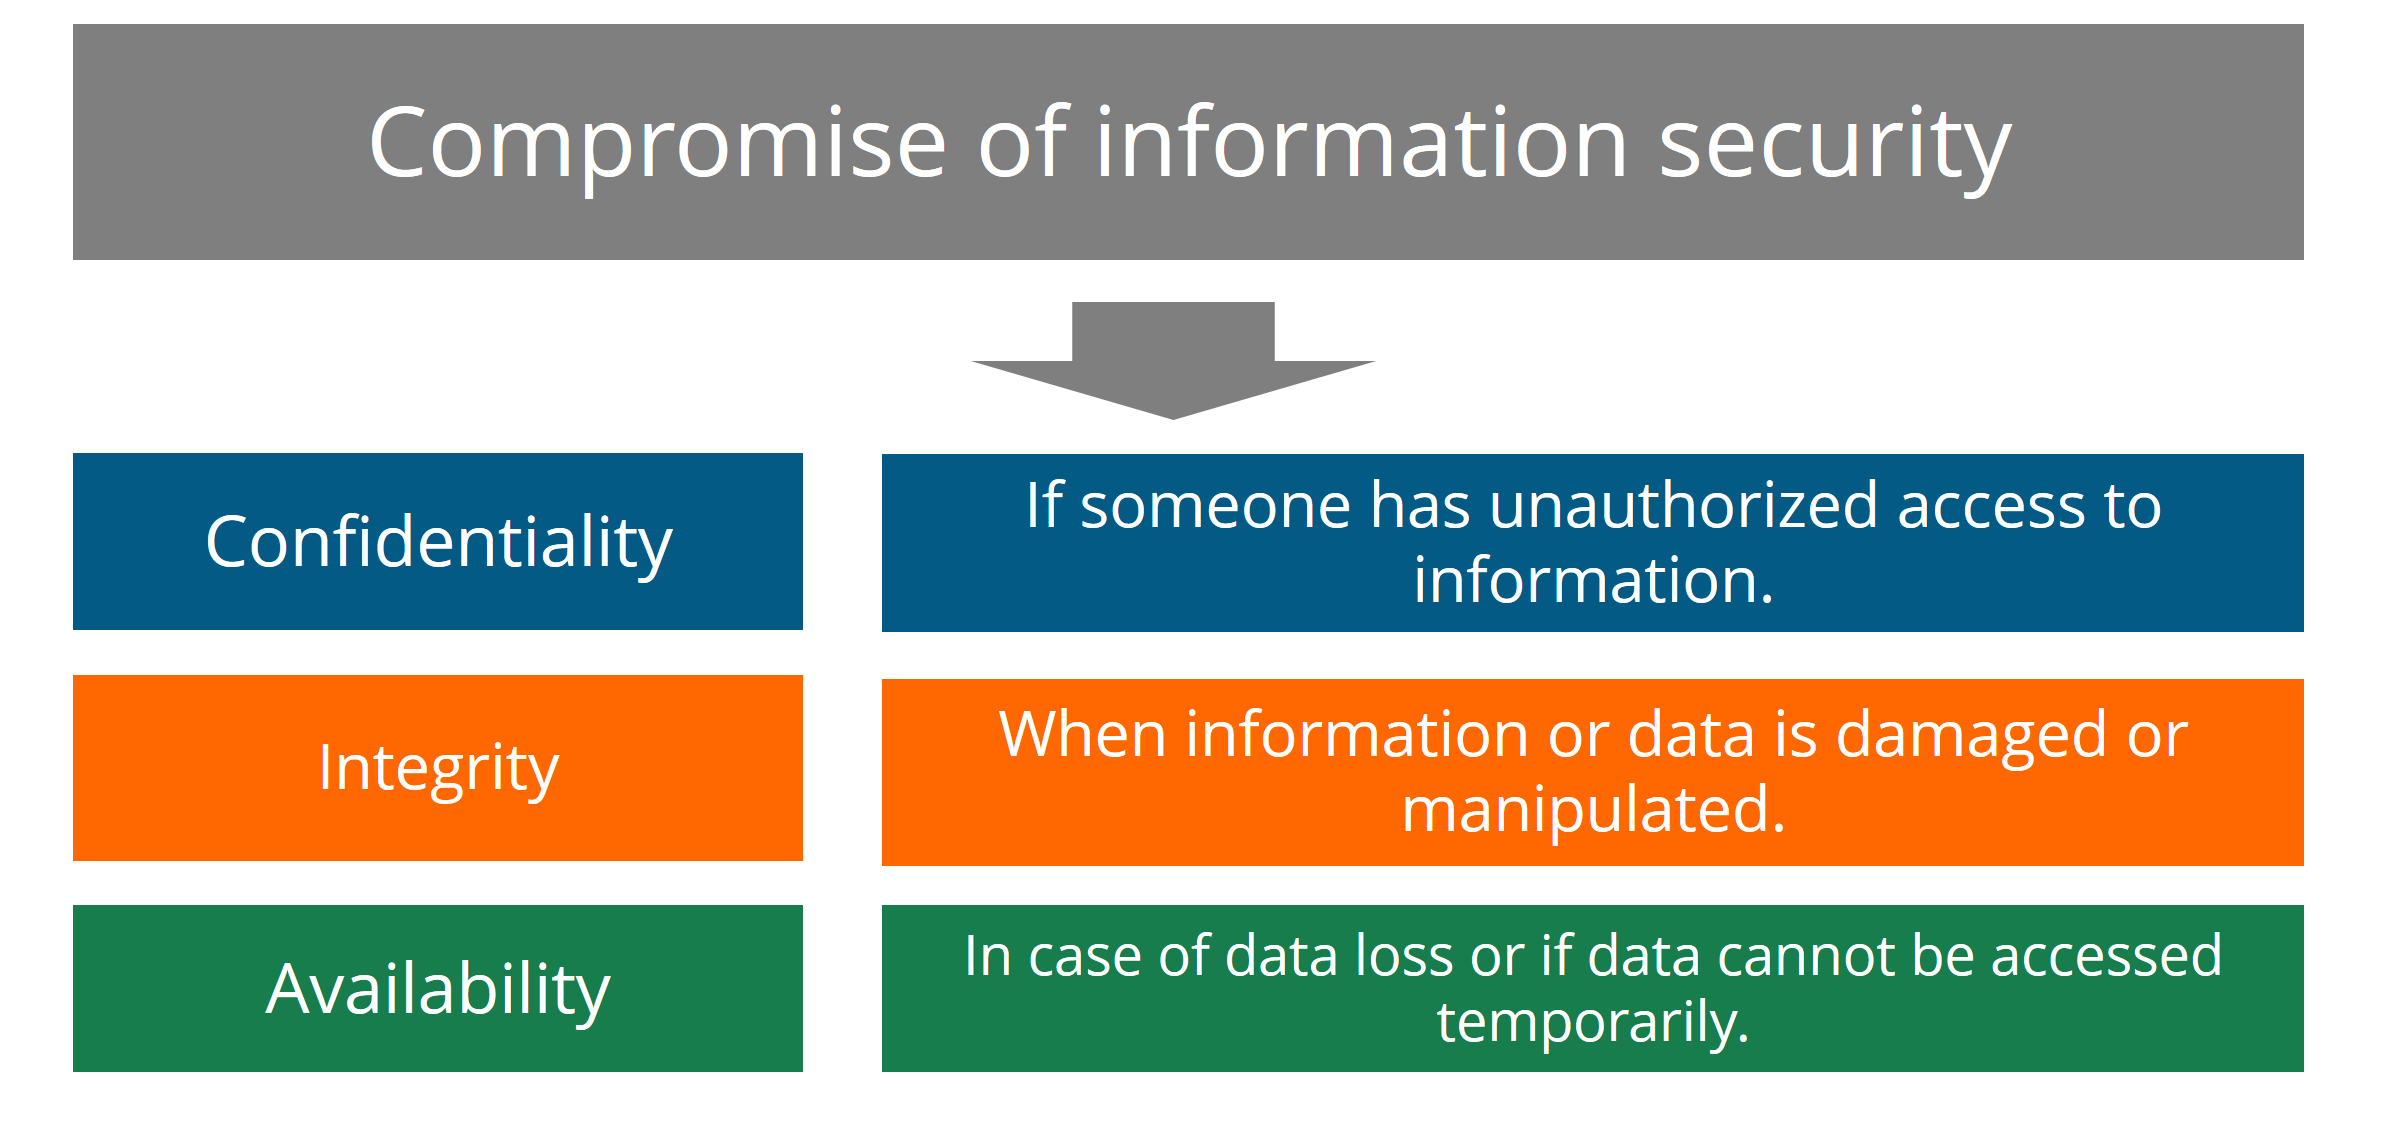 Compromise of information security
Confidentiality
If someone has unauthorized access to
information.
Integrity
When information or data is damaged or
manipulated.
Availability
In case of data loss or if data cannot be accessed
temporarily.